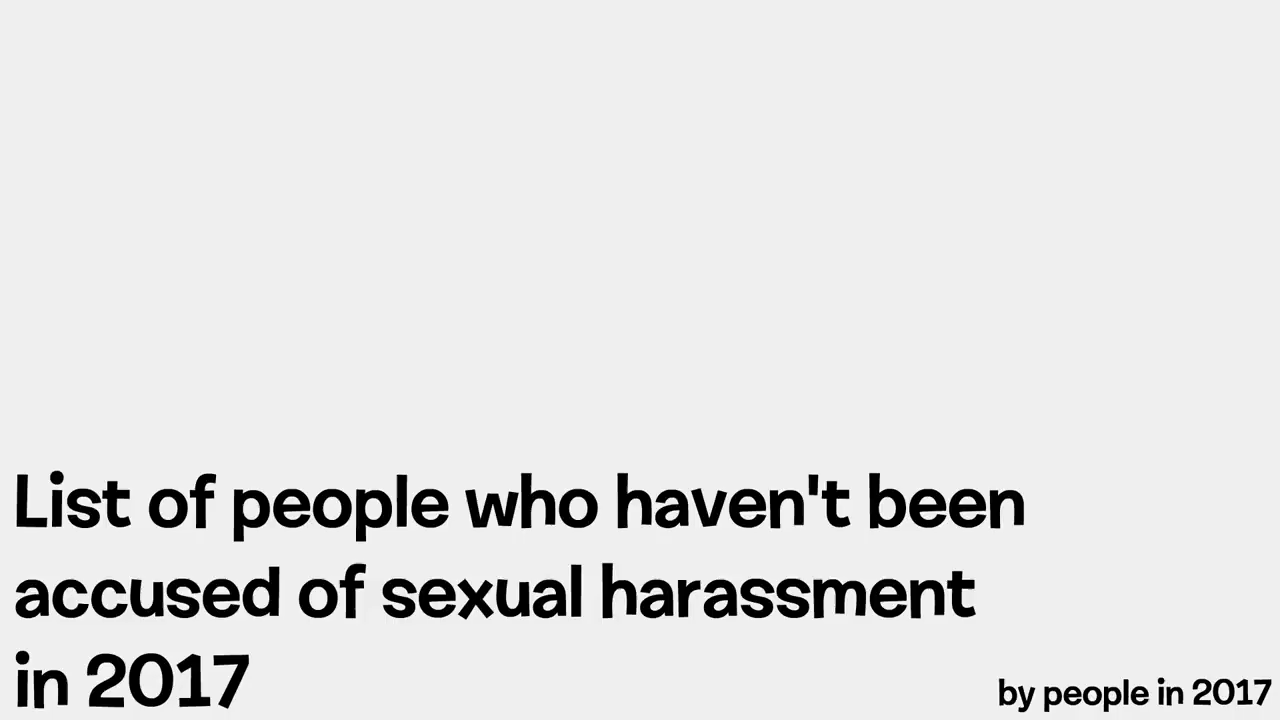 List of people who haven't been
accused of sexual harassment
in 2017
by people in 2017